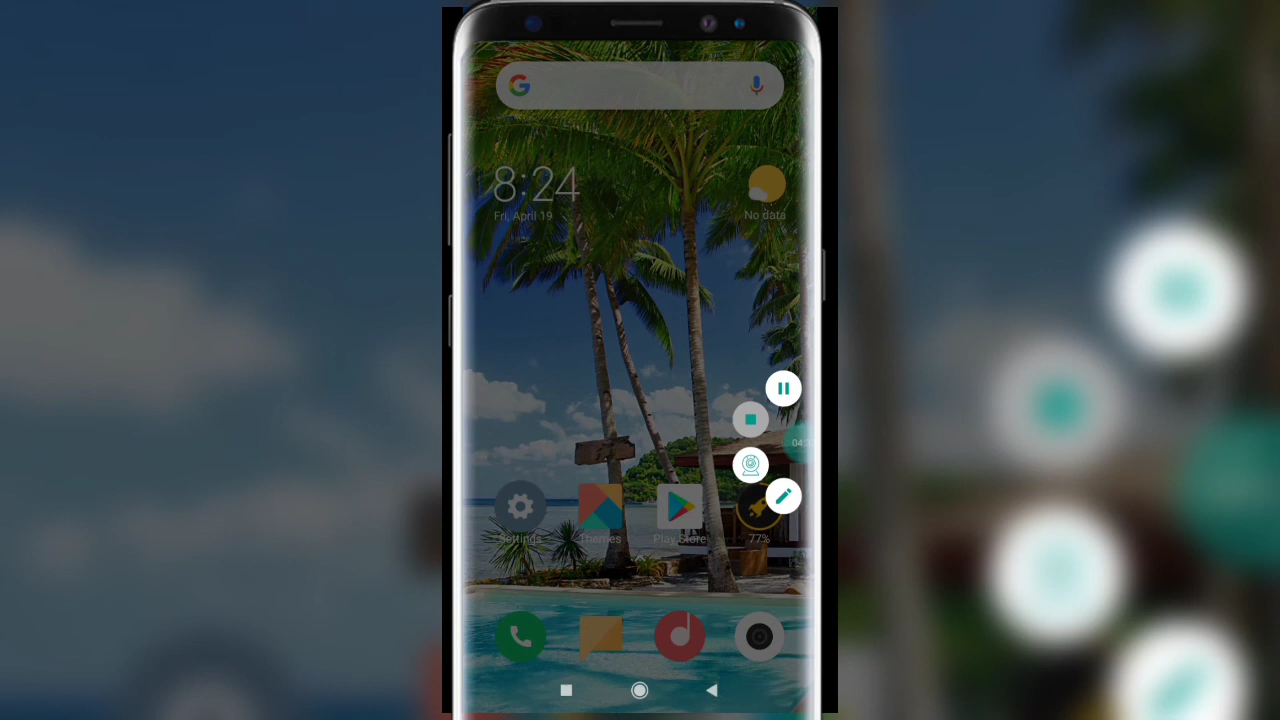 8:24
Fri, April 19
No data
Settings
Themes
Play Store
77%